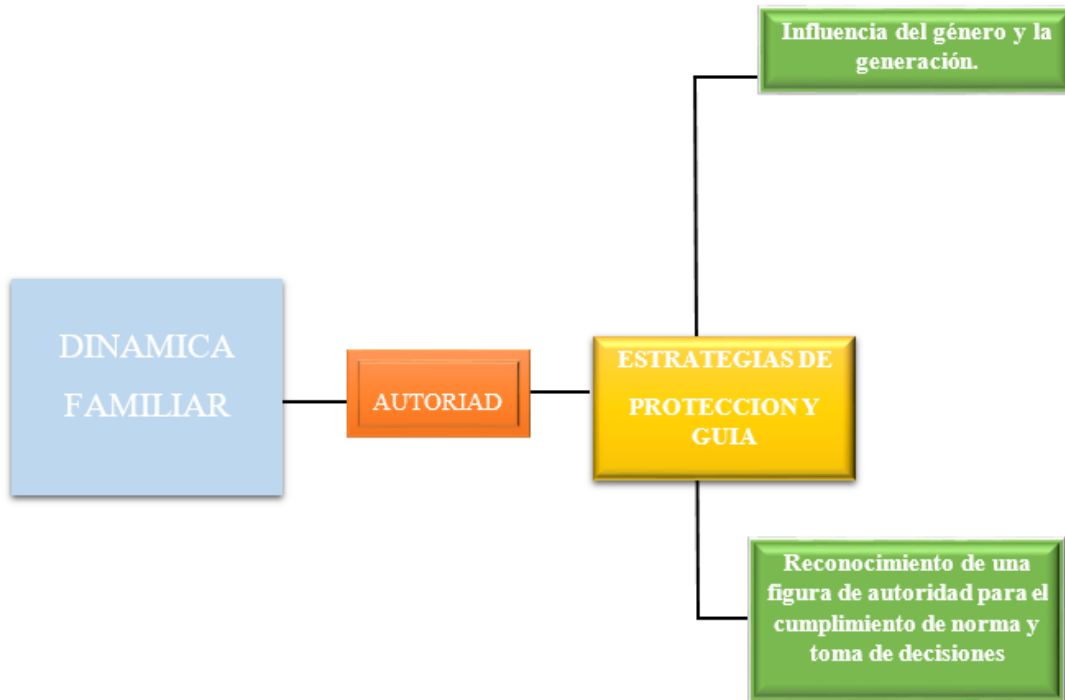 Influencia del género y la
generación.
DINAMICA
FAMILIAR
AUTORIAD
ESTRATEGIAS DE
PROTECCION Y
GUIA
Reconocimiento de una
figura de autoridad para el
cumplimiento de norma y
toma de decisiones